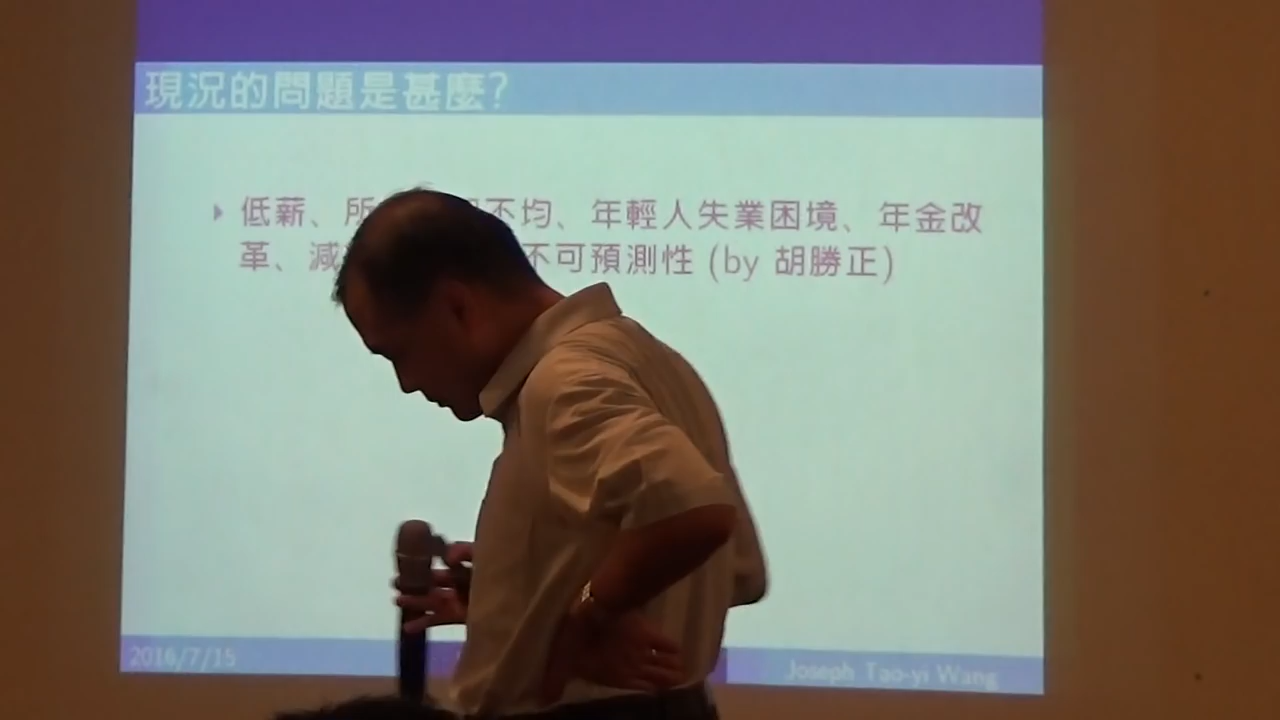 現況的問題是甚麼?
低薪、所 不均、年輕人失業困境、年金改
革、減 不可預測性 (by 胡勝正)
2016/7/15
Joseph Tao-yi Wang